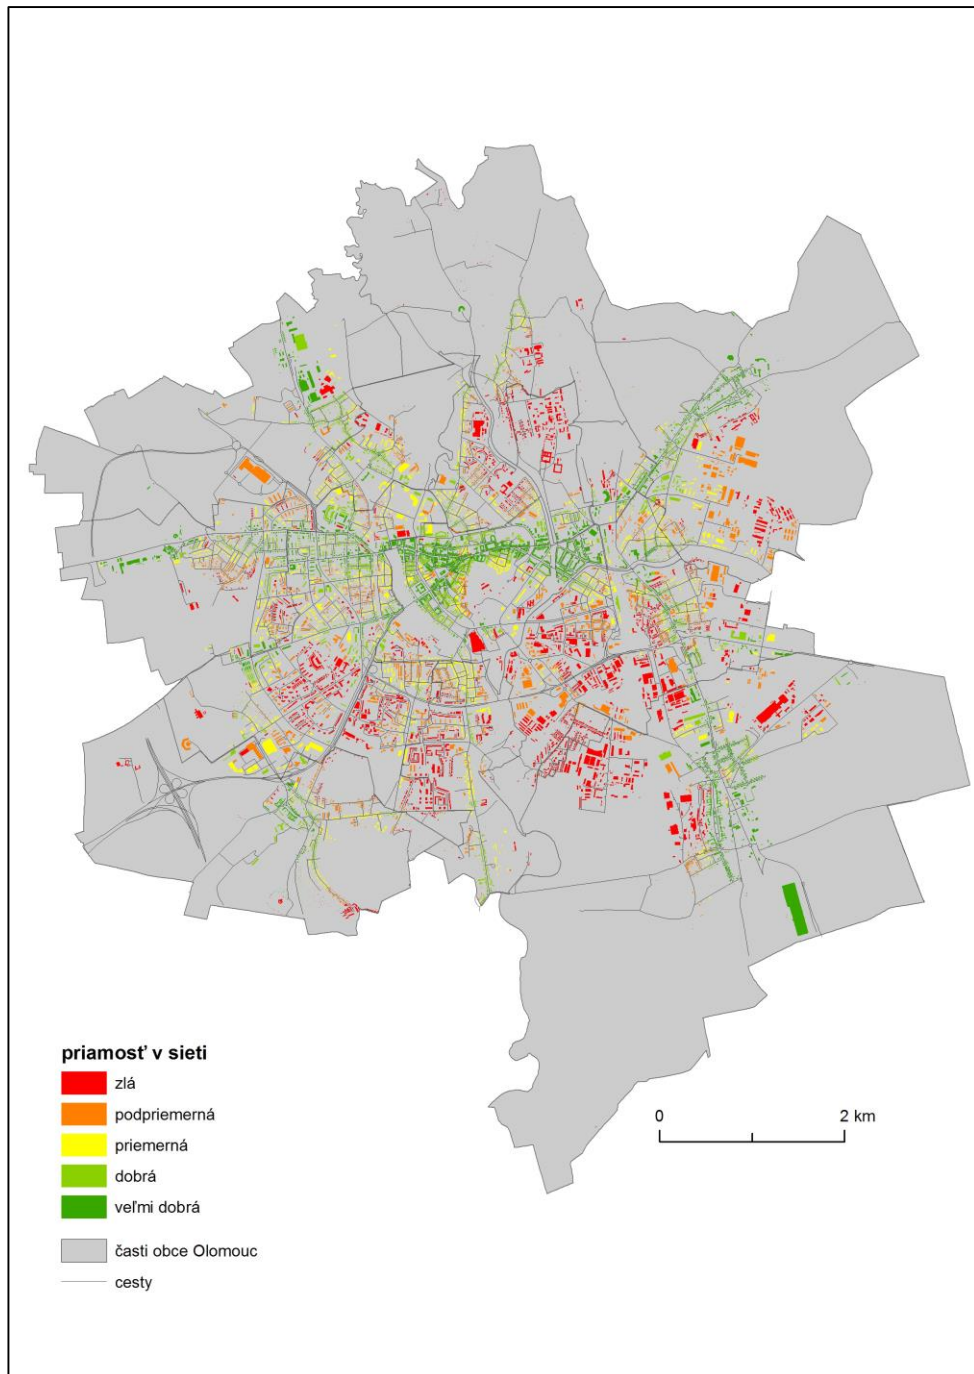 priamosť v sieti
zlá
podpriemerná
priemerná
dobrá
veľmi dobrá
časti obce Olomouc
cesty
0 2 km